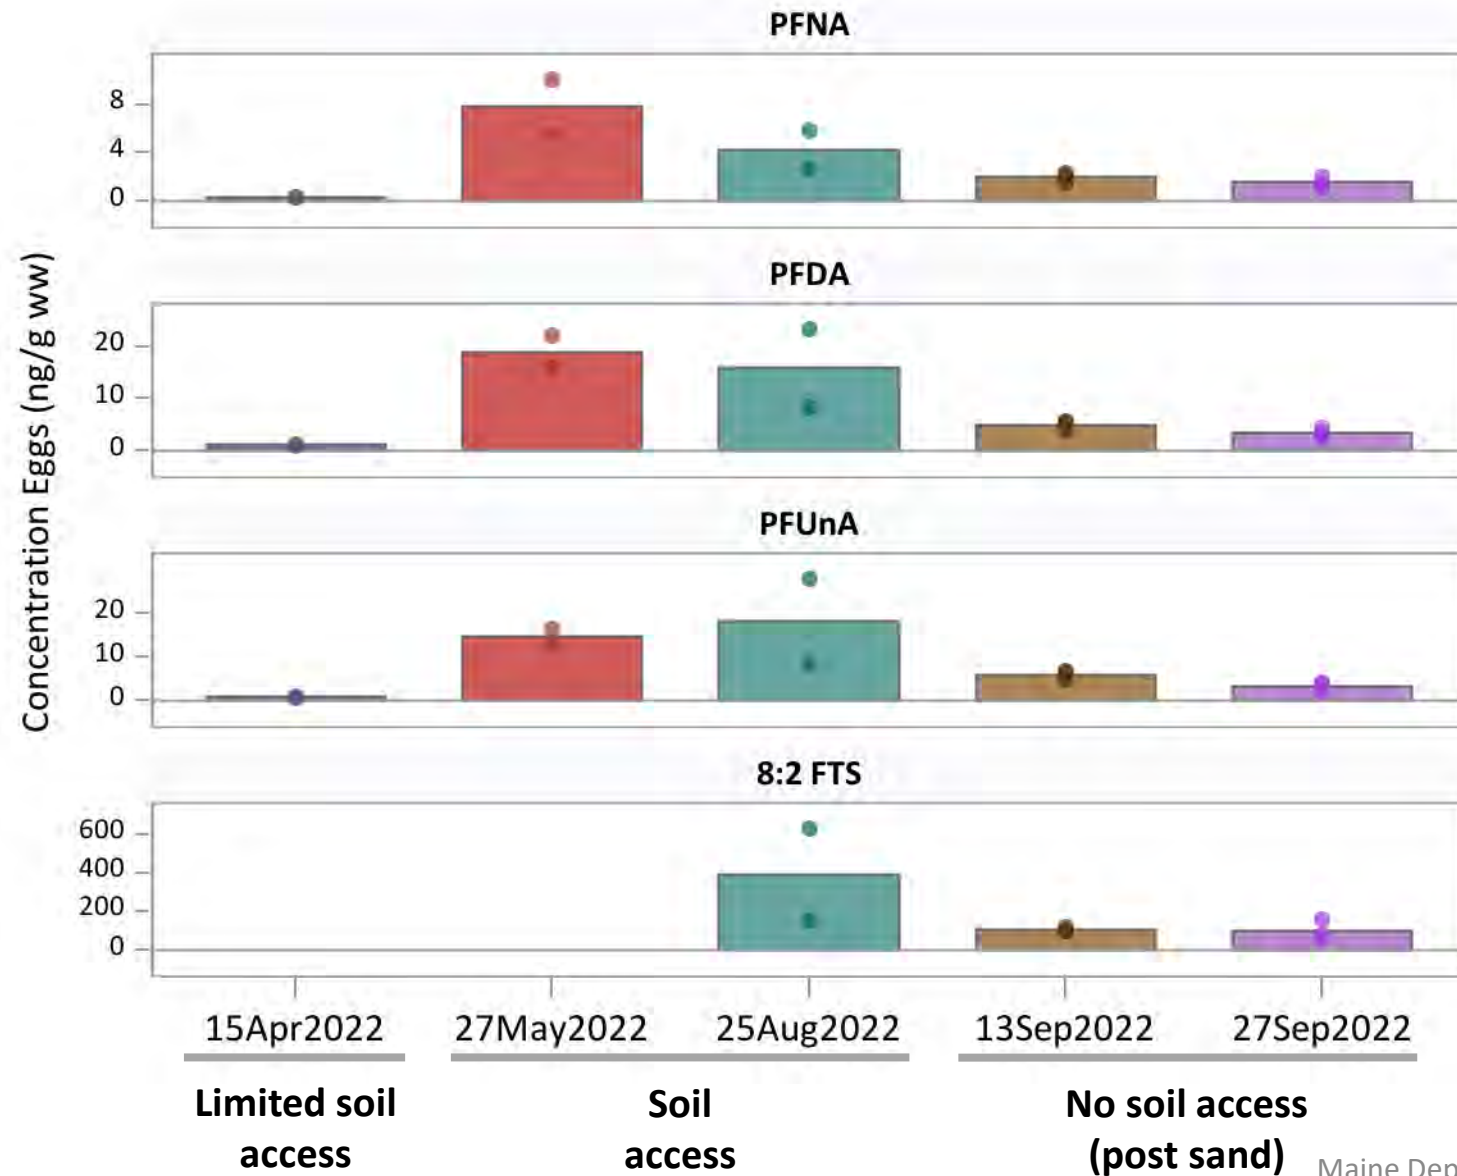 PFNA
8
4
0
PFDA
20
10
0
Concentration Eggs (ng/g ww)
PFUnA
20
10
0
8:2 FTS
600
400
200
0
15Apr2022 27May2022 25Aug2022 13Sep2022 27Sep2022
Limited soil access
Soil access
No soil access
(post sand)
Maine Dep